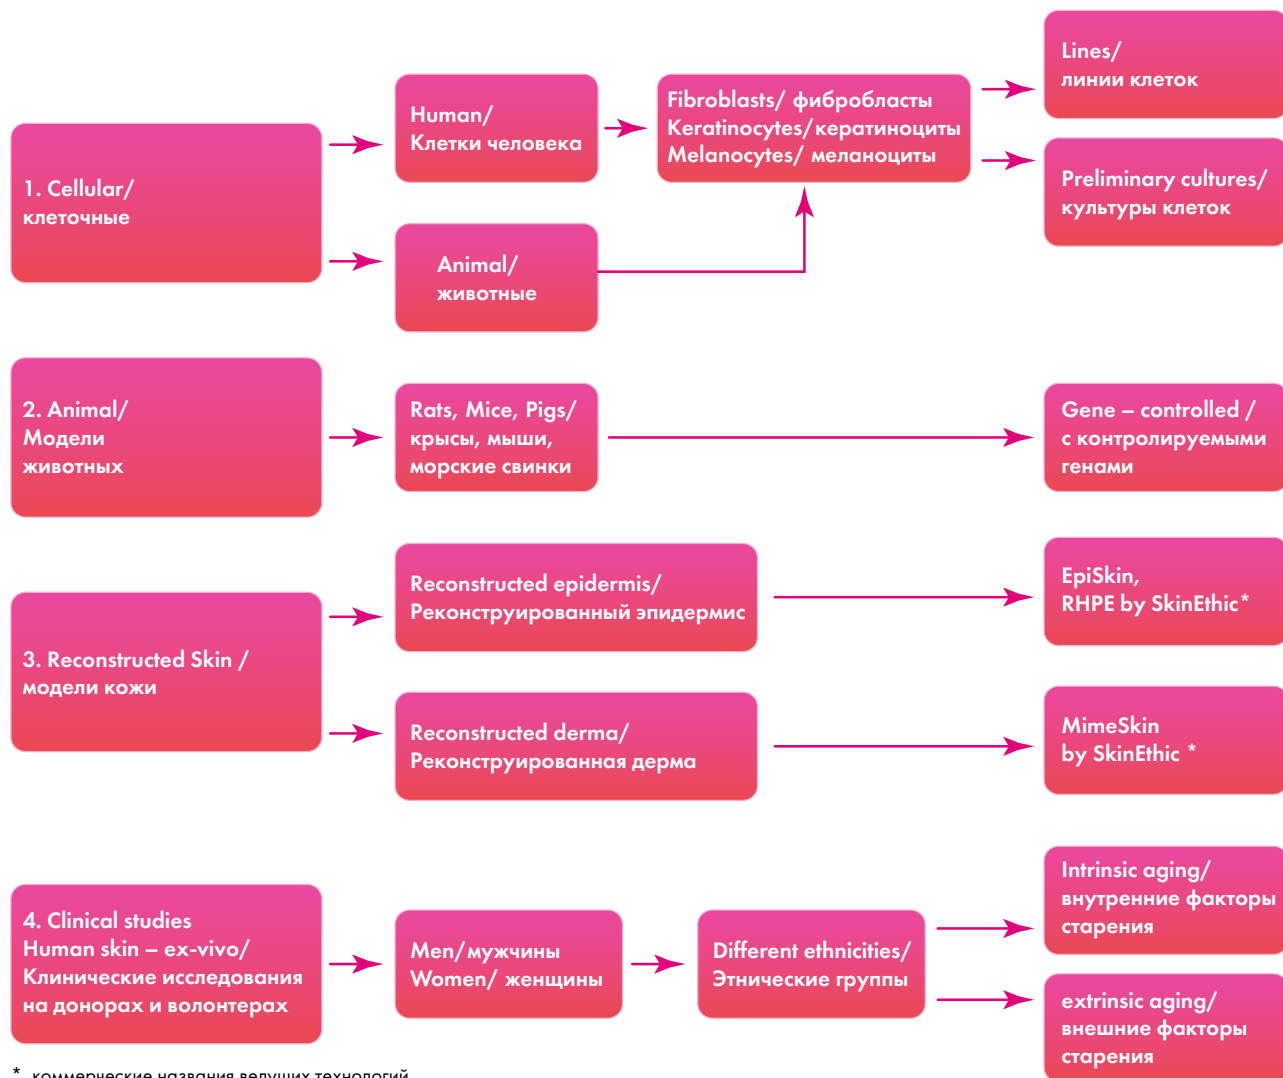 1. Cellular/
клеточные
Human/
Клетки человека
Animal/
животные
Fibroblasts/ фибробласты
Keratinocytes/кератиноциты
Melanocytes/ меланоциты
Lines/
линии клеток
Preliminary cultures/
культуры клеток
2. Animal/
Модели
животных
Rats, Mice, Pigs/
крысы, мыши,
морские свинки
Gene – controlled /
с контролируемыми
генами
3. Reconstructed Skin /
модели кожи
Reconstructed epidermis/
Реконструированный эпидермис
EpiSkin,
RHPE by SkinEthic*
Reconstructed derma/
Реконструированная дерма
MimeSkin
by SkinEthic *
4. Clinical studies
Human skin – ex-vivo/
Клинические исследования
на донорах и волонтерах
Men/мужчины
Women/ женщины
Different ethnicities/
Этнические группы
Intrinsic aging/
внутренние факторы
старения
extrinsic aging/
внешние факторы
старения
* коммерческие названия ведущих технологий